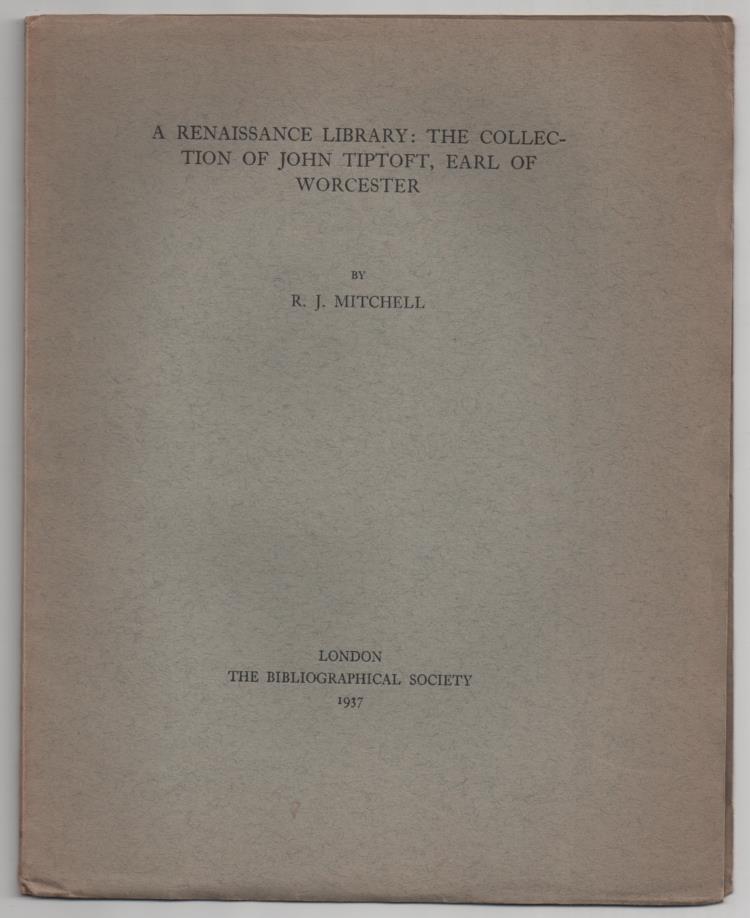 A RENAISSANCE LIBRARY: THE COLLEC-
TION OF JOHN TIPTOFT, EARL OF
WORCESTER
BY
R. J. MITCHELL
LONDON
THE BIBLIOGRAPHICAL SOCIETY
1937